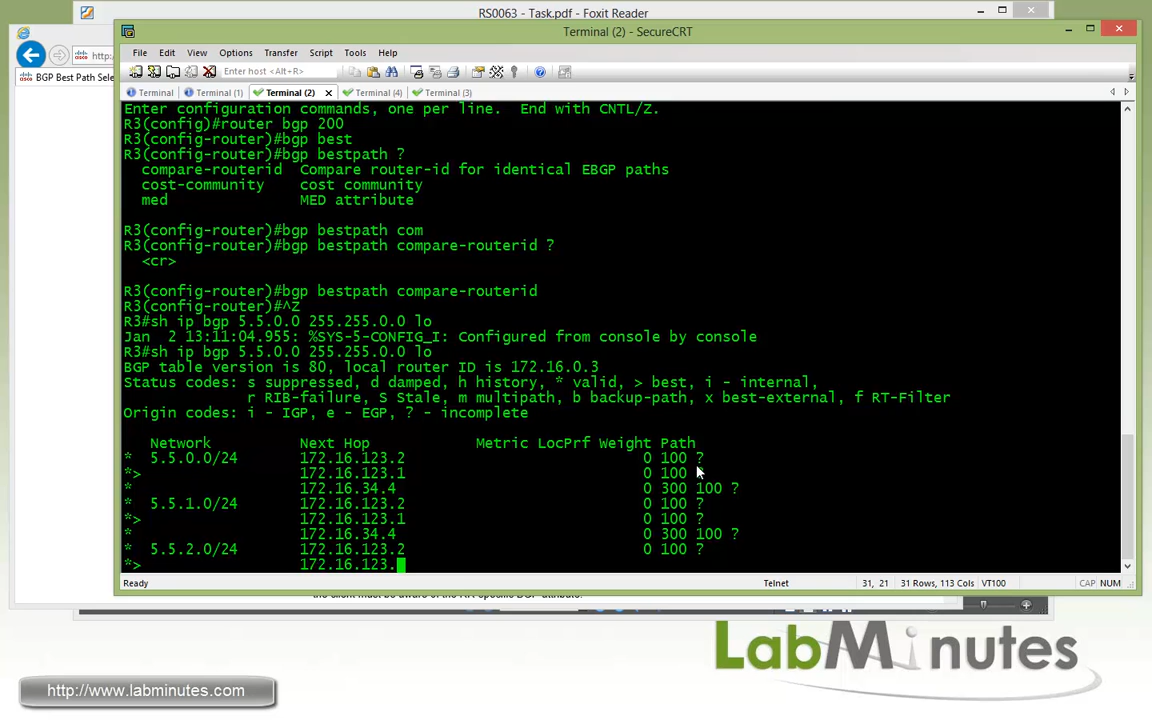 RS0063 - Task.pdf - Foxit Reader
Terminal (2) - SecureCRT
File Edit View Options Transfer Script Tools Help
http:
Enter host <Alt+R>
BGP Best Path Sele
Terminal Terminal (1) Terminal (2) Terminal (4) Terminal (3)
Enter configuration commands, one per line.  End with CNTL/Z.
R3(config)#router bgp 200
R3(config-router)#bgp best
R3(config-router)#bgp bestpath ?
  compare-routerid  Compare router-id for identical EBGP paths
  cost-community    cost community
  med               MED attribute
R3(config-router)#bgp bestpath com
R3(config-router)#bgp bestpath compare-routerid ?
  <cr>
R3(config-router)#bgp bestpath compare-routerid
R3(config-router)#^Z
R3#sh ip bgp 5.5.0.0 255.255.0.0 lo
Jan  2 13:11:04.955: %SYS-5-CONFIG_I: Configured from console by console
R3#sh ip bgp 5.5.0.0 255.255.0.0 lo
BGP table version is 80, local router ID is 172.16.0.3
Status codes: s suppressed, d damped, h history, * valid, > best, i - internal,
              r RIB-failure, S Stale, m multipath, b backup-path, x best-external, f RT-Filter
Origin codes: i - IGP, e - EGP, ? - incomplete
   Network          Next Hop            Metric LocPrf Weight Path
*  5.5.0.0/24       172.16.123.2                           0 100 ?
*>                  172.16.123.1                           0 100
*                   172.16.34.4                            0 300 100 ?
*  5.5.1.0/24       172.16.123.2                           0 100 ?
*>                  172.16.123.1                           0 100 ?
*                   172.16.34.4                            0 300 100 ?
*  5.5.2.0/24       172.16.123.2                           0 100 ?
*>                  172.16.123.
Ready Telnet 31, 21 31 Rows, 113 Cols VT100 CAP NUM
LabMinutes
http://www.labminutes.com